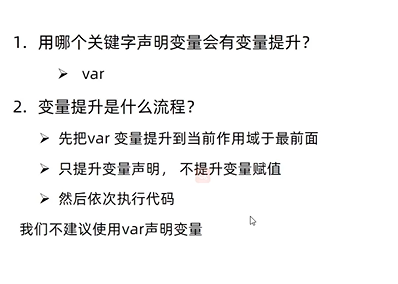 1. 用哪个关键字声明变量会有变量提升？
➢ var
2. 变量提升是什么流程？
➢ 先把var 变量提升到当前作用域于最前面
➢ 只提升变量声明， 不提升变量赋值
➢ 然后依次执行代码
我们不建议使用var声明变量